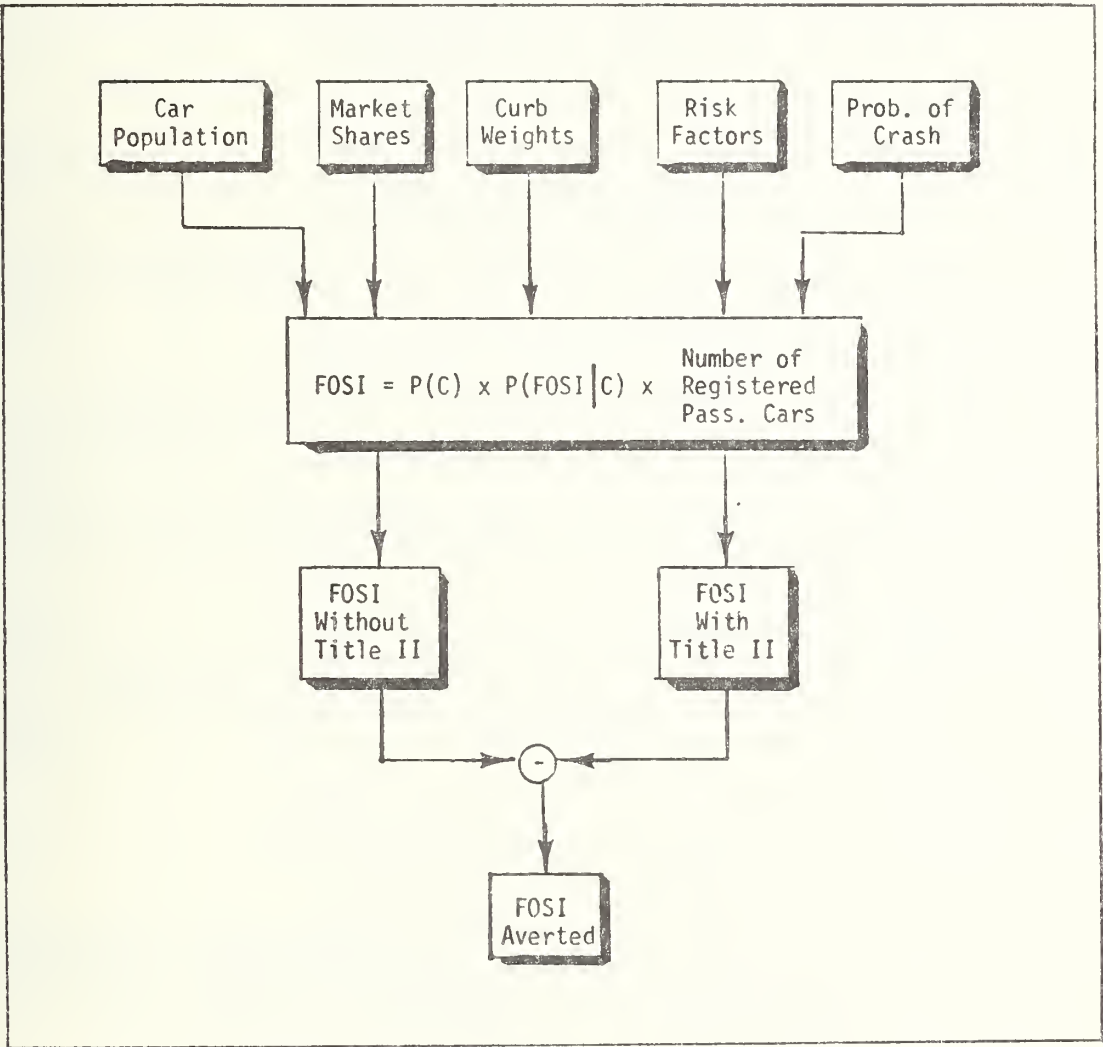 Car
Population
Market
Shares
Curb
Weights
Risk
Factors
Prob. of
Crash
FOSI = P(C) x P(FOSI|C) x
Number of
Registered
Pass. Cars
FOSI
Without
Title II
FOSI
With
Title II
-
FOSI
Averted